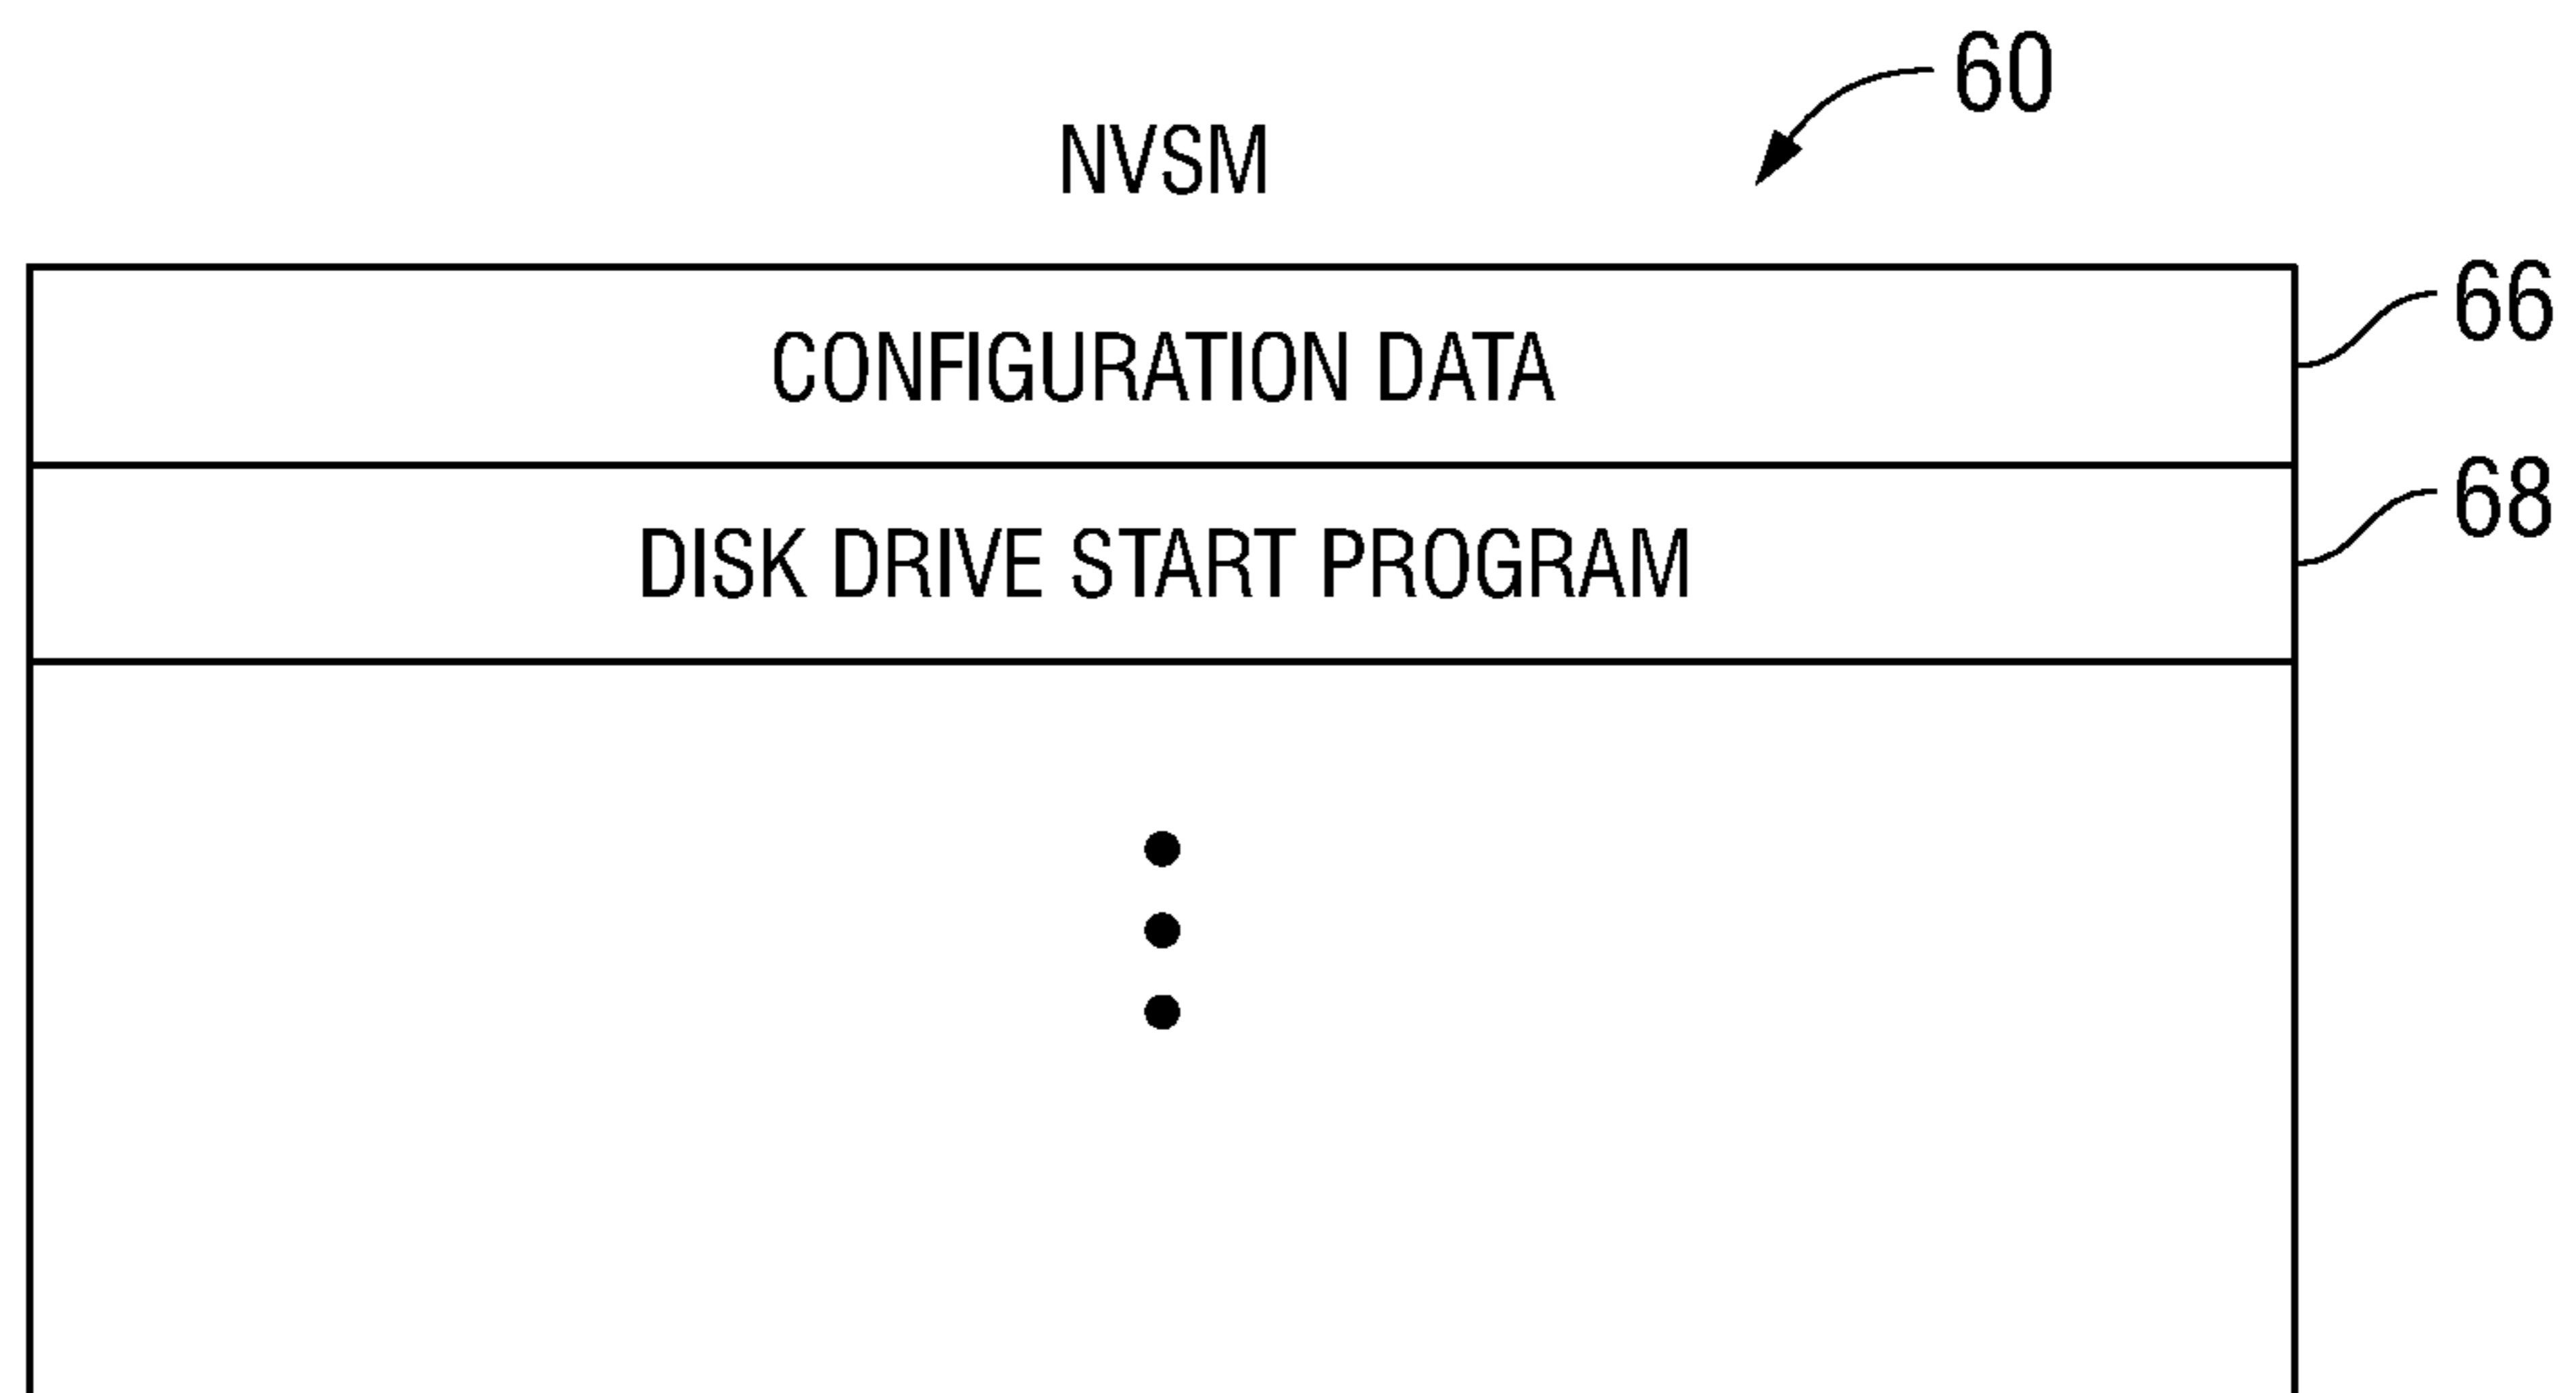 60
NVSM
66
CONFIGURATION DATA
68
DISK DRIVE START PROGRAM